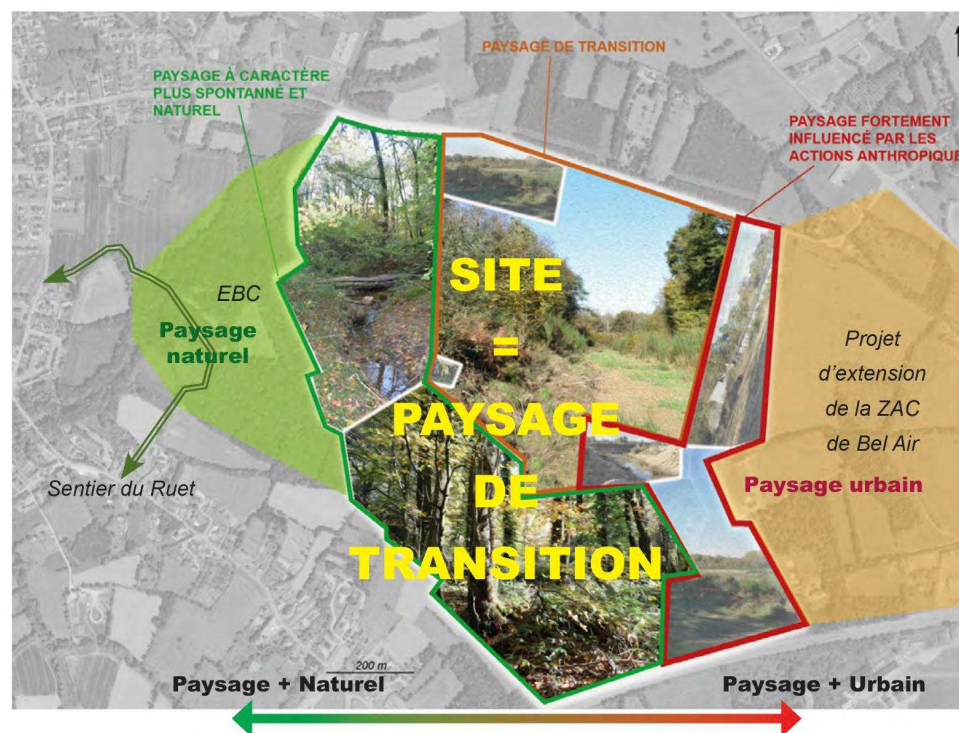 PAYSAGE DE TRANSITION
PAYSAGE À CARACTÈRE
PLUS SPONTANNÉ ET
NATUREL
PAYSAGE FORTEMENT
INFLUENCÉ PAR LES
ACTIONS ANTHROPIQUE
SITE
=
PAYSAGE
DE
TRANSITION
EBC
Paysage
naturel
Sentier du Ruet
Projet
d'extension
de la ZAC
de Bel Air
Paysage urbain
200 m
Paysage + Naturel
Paysage + Urbain